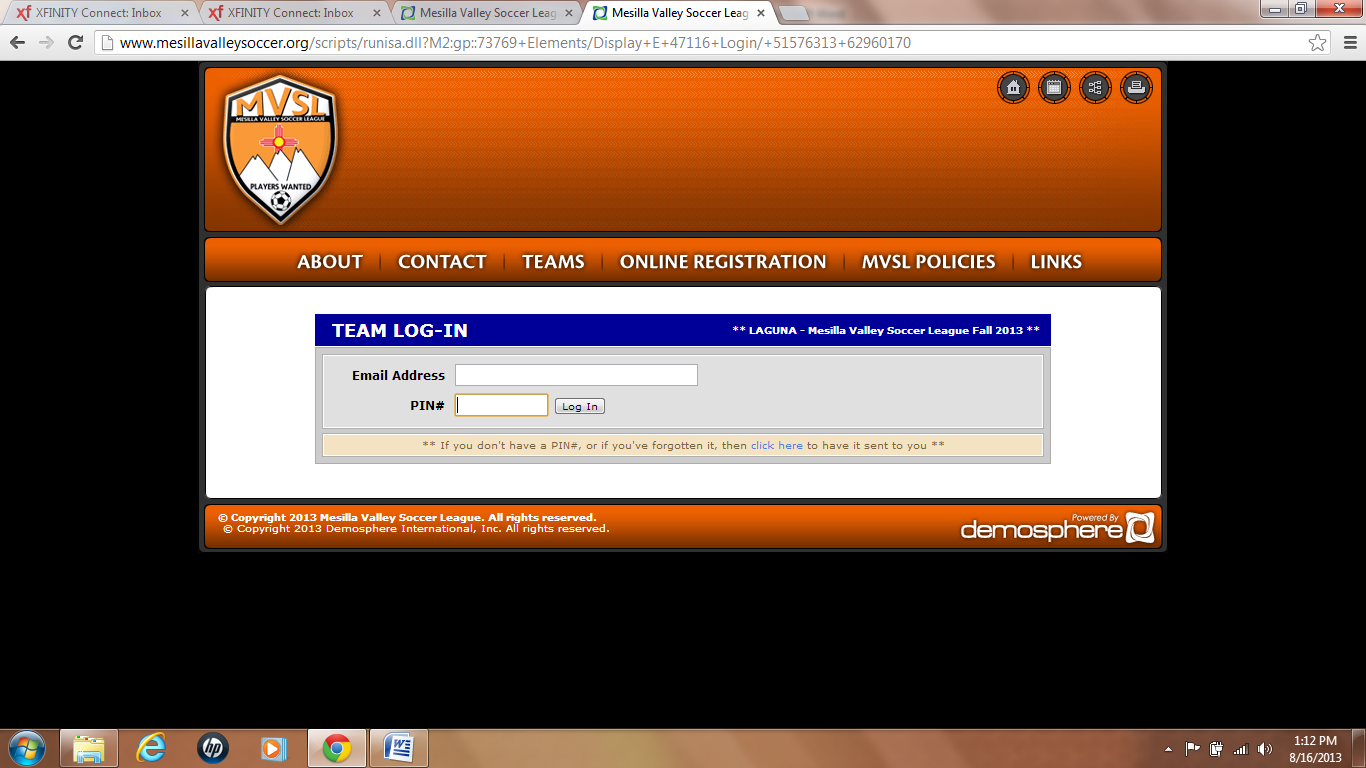 XFINITY Connect: Inbox
XFINITY Connect: Inbox
Mesilla Valley Soccer Leag
Mesilla Valley Soccer Leag
www.mesillavalleysoccer.org/scripts/runisa.dll?M2:gp::73769+Elements/Display+E+47116+Login/+51576313+62960170
MVSL
MESILLA VALLEY SOCCER LEAGUE
PLAYERS WANTED
ABOUT CONTACT TEAMS ONLINE REGISTRATION MVSL POLICIES LINKS
TEAM LOG-IN ** LAGUNA - Mesilla Valley Soccer League Fall 2013 **
Email Address
PIN# Log In
** If you don't have a PIN#, or if you've forgotten it, then click here to have it sent to you **
© Copyright 2013 Mesilla Valley Soccer League. All rights reserved.
© Copyright 2013 Demosphere International, Inc. All rights reserved.
Powered By
demosphere
hp
W
1:12 PM
8/16/2013